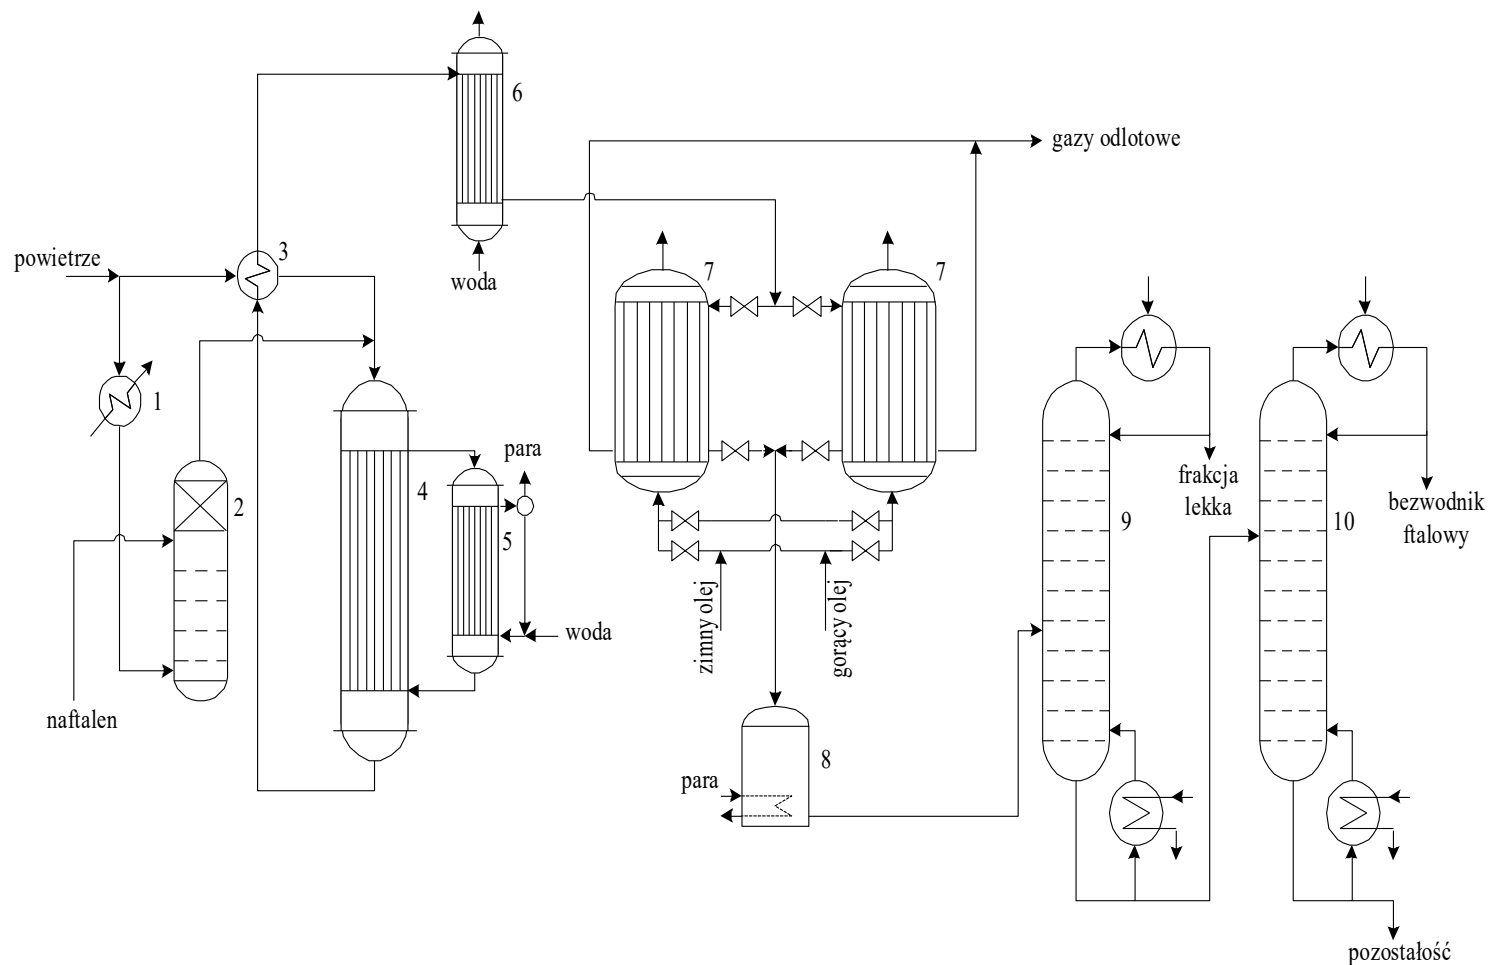 6
gazy odlotowe
powietrze
3
woda
7
7
1
para
4
2
5
9
10
frakcja
lekka
bezwodnik
ftalowy
zimny olej
gorący olej
woda
naftalen
8
para
pozostałość